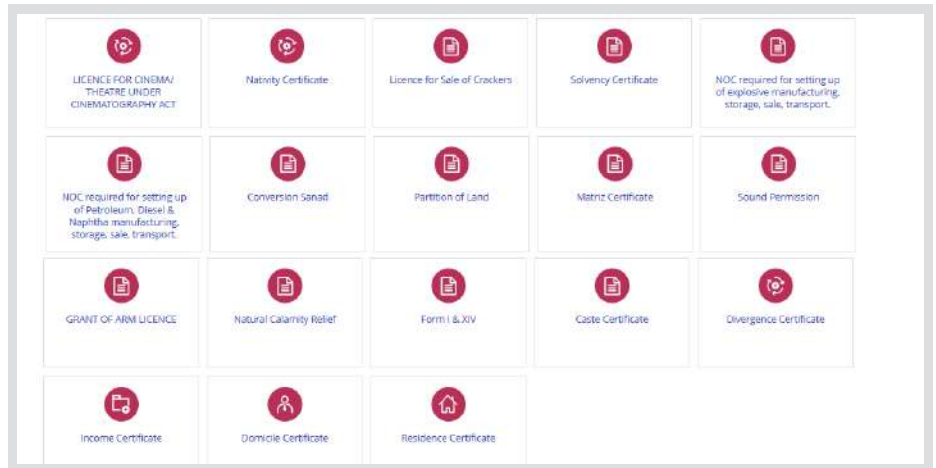 LICENCE FOR CINEMA/
THEATRE UNDER
CINEMATOGRAPHY ACT
Nativity Certificate
Licence for Sale of Crackers
Solvency Certificate
NOC required for setting up
of explosive manufacturing,
storage, sale, transport.
NOC required for setting up
of Petroleum, Diesel &
Naphtha manufacturing,
storage, sale, transport.
Conversion Sanad
Partition of Land
Matriz Certificate
Sound Permission
GRANT OF ARM LICENCE
Natural Calamity Relief
Form I & XIV
Caste Certificate
Divergence Certificate
Income Certificate
Domicile Certificate
Residence Certificate